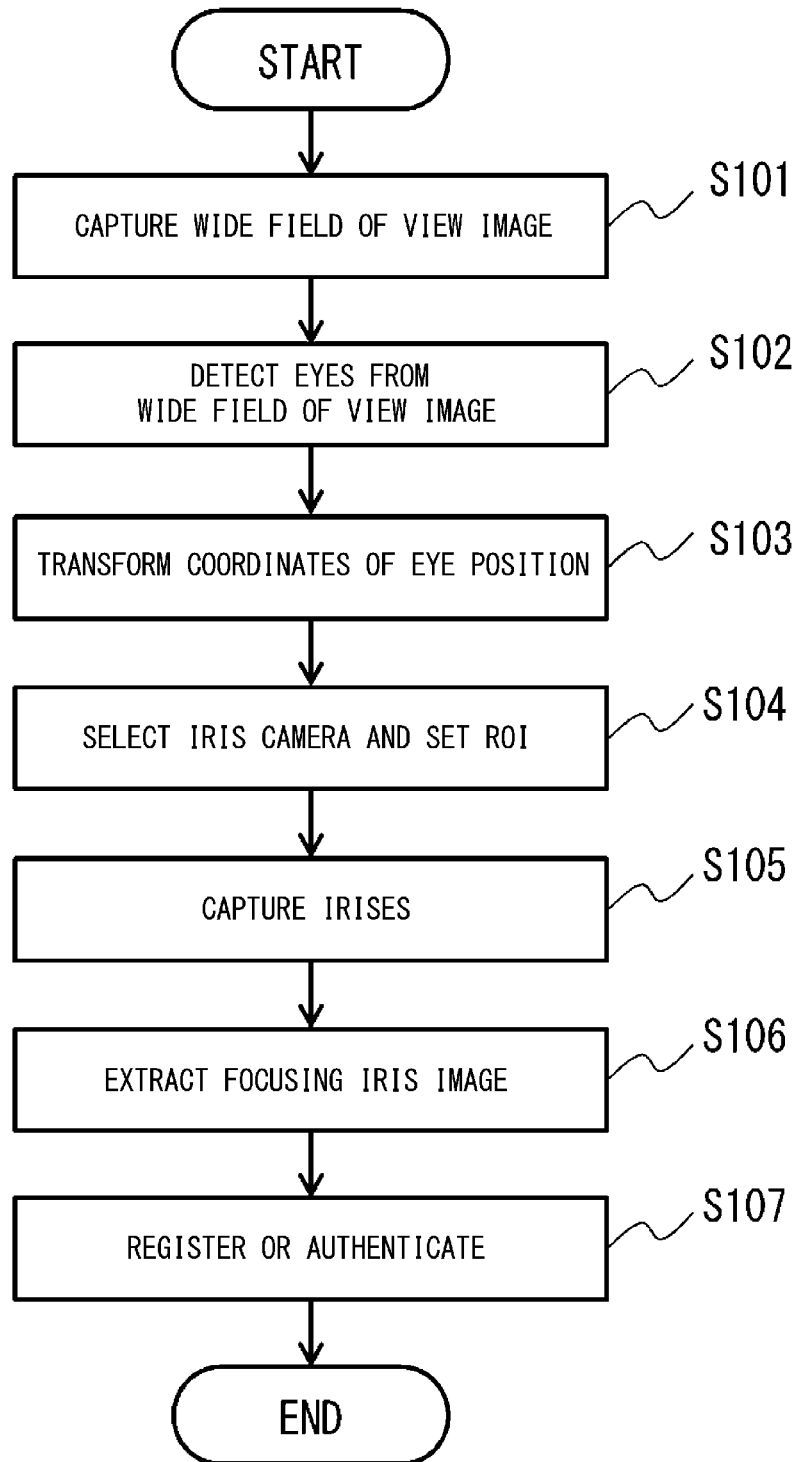 START
S101
CAPTURE WIDE FIELD OF VIEW IMAGE
S102
DETECT EYES FROM
WIDE FIELD OF VIEW IMAGE
S103
TRANSFORM COORDINATES OF EYE POSITION
S104
SELECT IRIS CAMERA AND SET ROI
S105
CAPTURE IRISES
S106
EXTRACT FOCUSING IRIS IMAGE
S107
REGISTER OR AUTHENTICATE
END